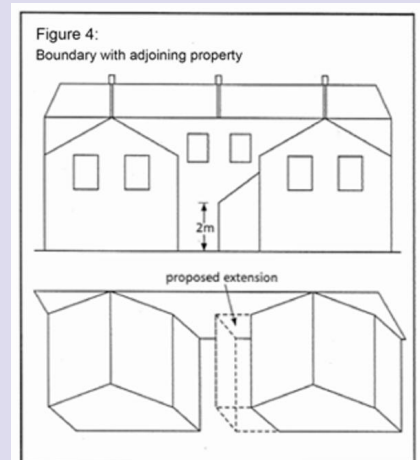 Figure 4:
Boundary with adjoining property
2m
proposed extension